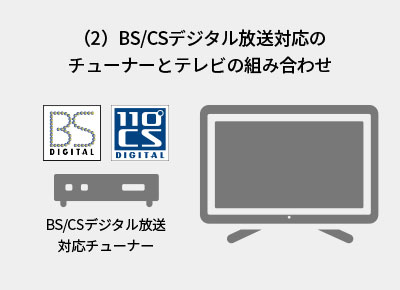 （2）BS/CSデジタル放送対応の
チューナーとテレビの組み合わせ
BS
DIGITAL
110°
CS
DIGITAL
BS/CSデジタル放送
対応チューナー